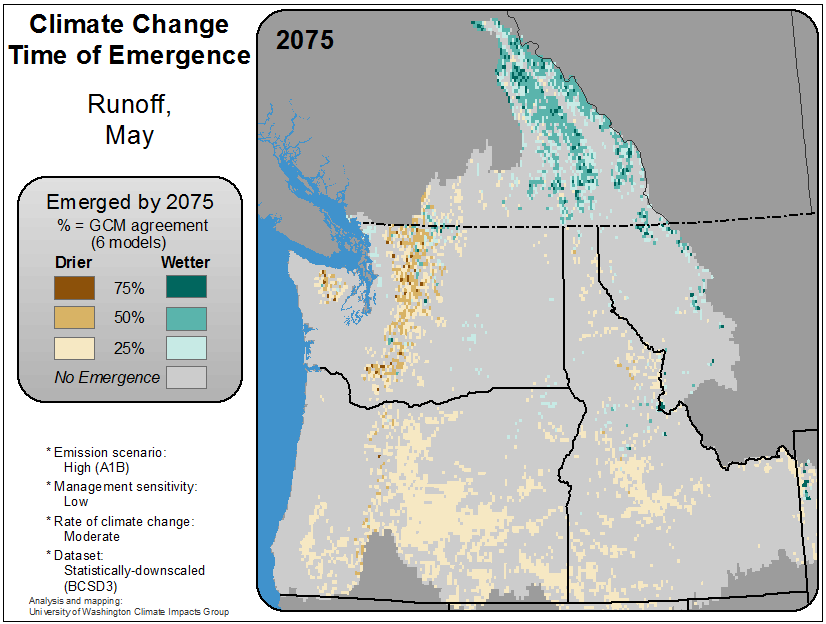 Climate Change
Time of Emergence
Runoff,
May
Emerged by 2075
% = GCM agreement
(6 models)
Drier Wetter
75%
50%
25%
No Emergence
* Emission scenario:
High (A1B)
* Management sensitivity:
Low
* Rate of climate change:
Moderate
* Dataset:
Statistically-downscaled
(BCSD3)
Analysis and mapping:
University of Washington Climate Impacts Group
2075